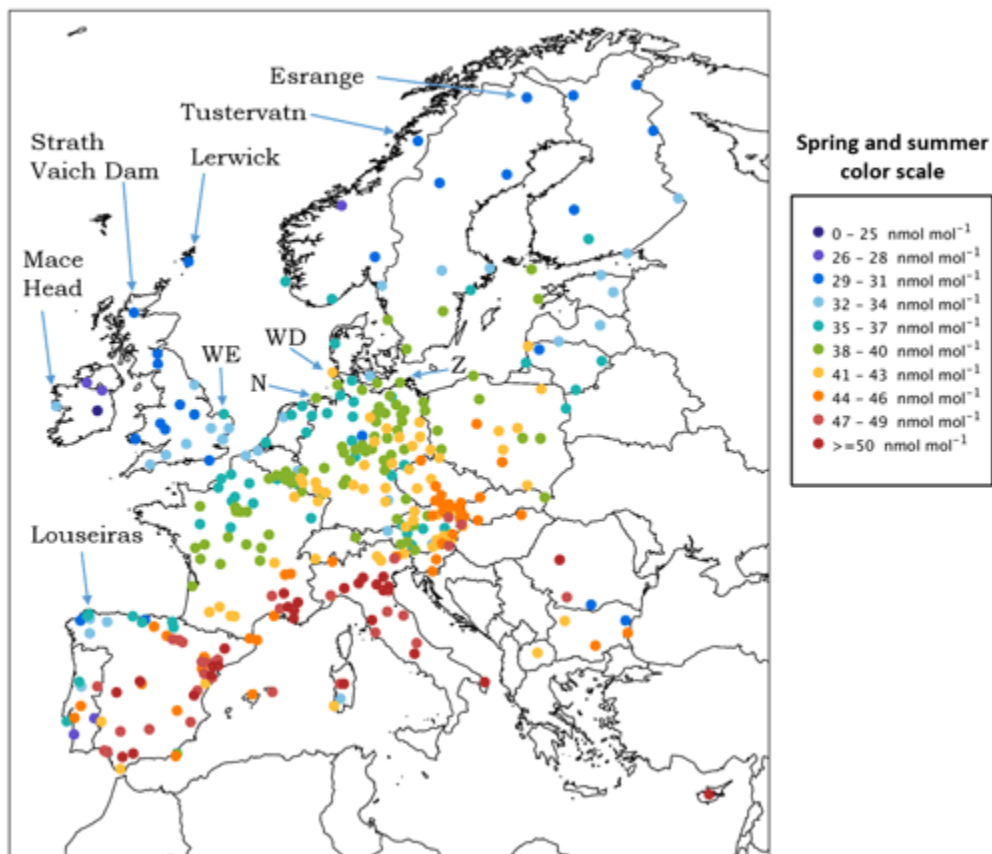 Esrange
Tustervatn
Strath
Vaich Dam
Lerwick
Mace
Head
WE
WD
N
Z
Louseiras
Spring and summer
color scale
0 – 25 nmol mol⁻¹
26 – 28 nmol mol⁻¹
29 – 31 nmol mol⁻¹
32 – 34 nmol mol⁻¹
35 – 37 nmol mol⁻¹
38 – 40 nmol mol⁻¹
41 – 43 nmol mol⁻¹
44 – 46 nmol mol⁻¹
47 – 49 nmol mol⁻¹
>=50 nmol mol⁻¹